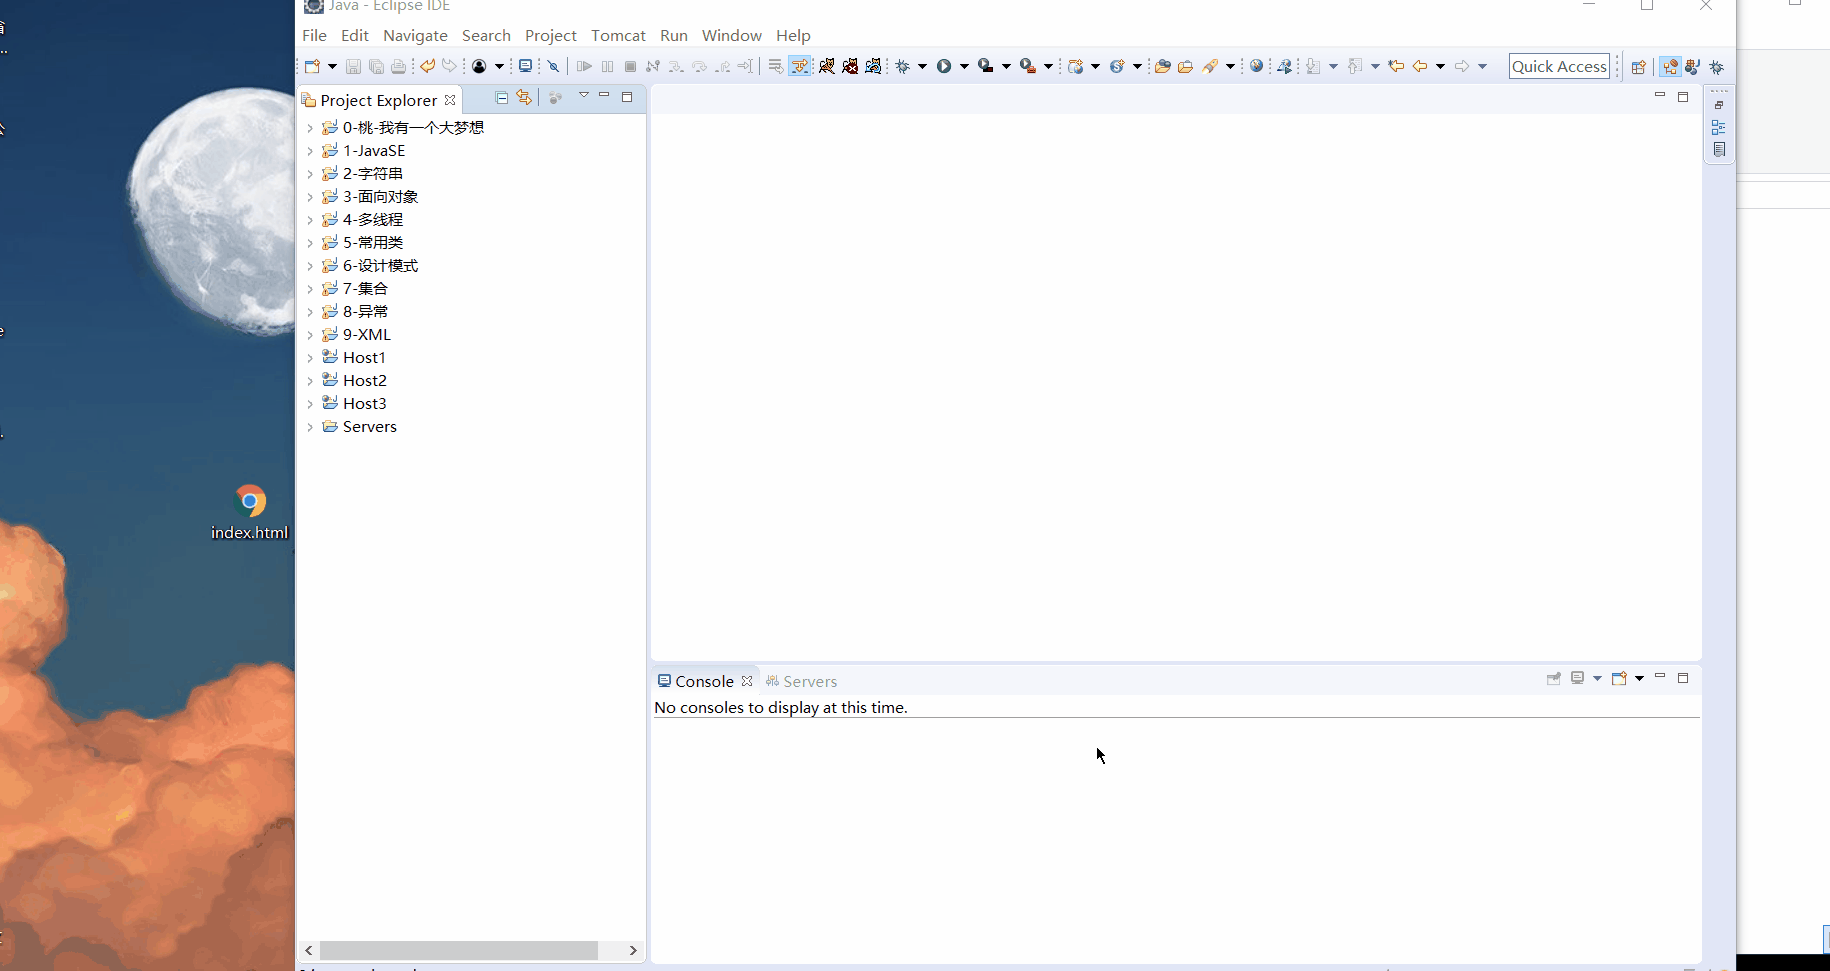 Java - Eclipse IDE
File Edit Navigate Search Project Tomcat Run Window Help
Quick Access
Project Explorer
0-桃-我有一个大梦想
1-JavaSE
2-字符串
3-面向对象
4-多线程
5-常用类
6-设计模式
7-集合
8-异常
9-XML
Host1
Host2
Host3
Servers
index.html
Console Servers
No consoles to display at this time.